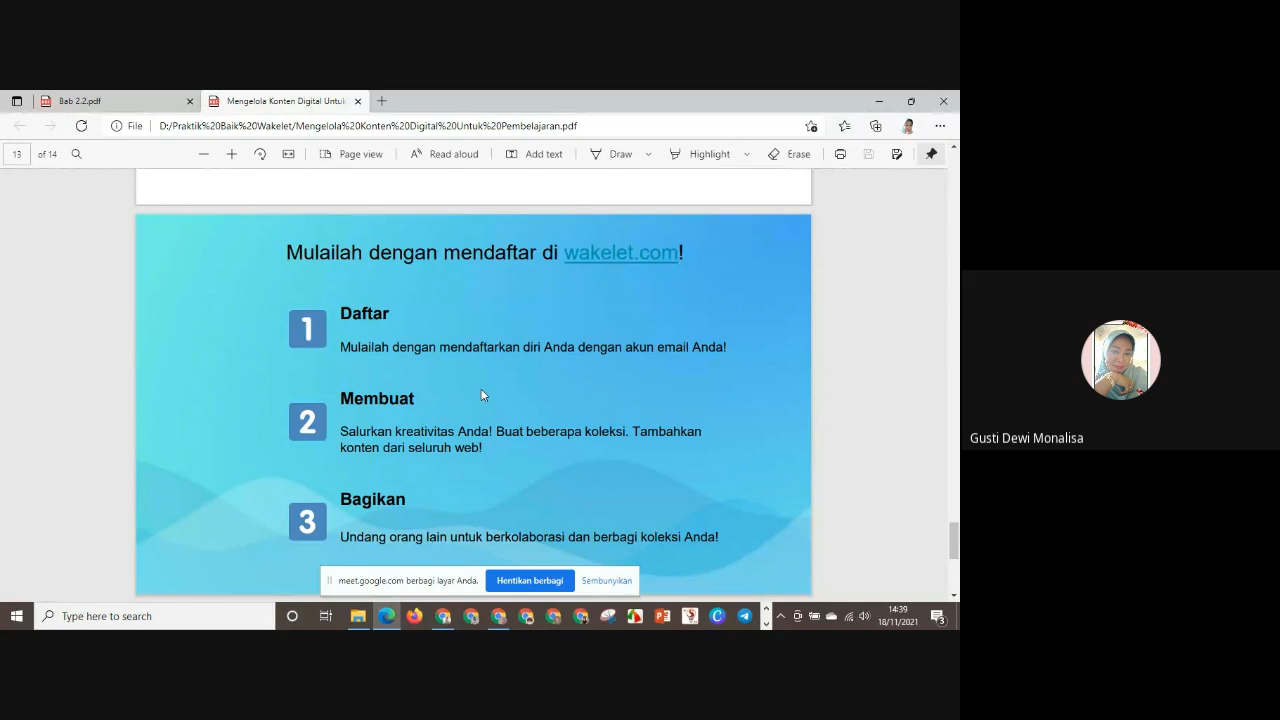 Bab 2.2.pdf
Mengelola Konten Digital Untuk
File
D:/Praktik%20Baik%20Wakelet/Mengelola%20Konten%20Digital%20Untuk%20Pembelajaran.pdf
13 of 14
Page view
Read aloud
Add text
Draw
Highlight
Erase
Mulailah dengan mendaftar di wakelet.com!
1
Daftar
Mulailah dengan mendaftarkan diri Anda dengan akun email Anda!
2
Membuat
Salurkan kreativitas Anda! Buat beberapa koleksi. Tambahkan
konten dari seluruh web!
3
Bagikan
Undang orang lain untuk berkolaborasi dan berbagi koleksi Anda!
meet.google.com berbagi layar Anda.
Hentikan berbagi
Sembunyikan
Type here to search
14:39
18/11/2021
3
Gusti Dewi Monalisa